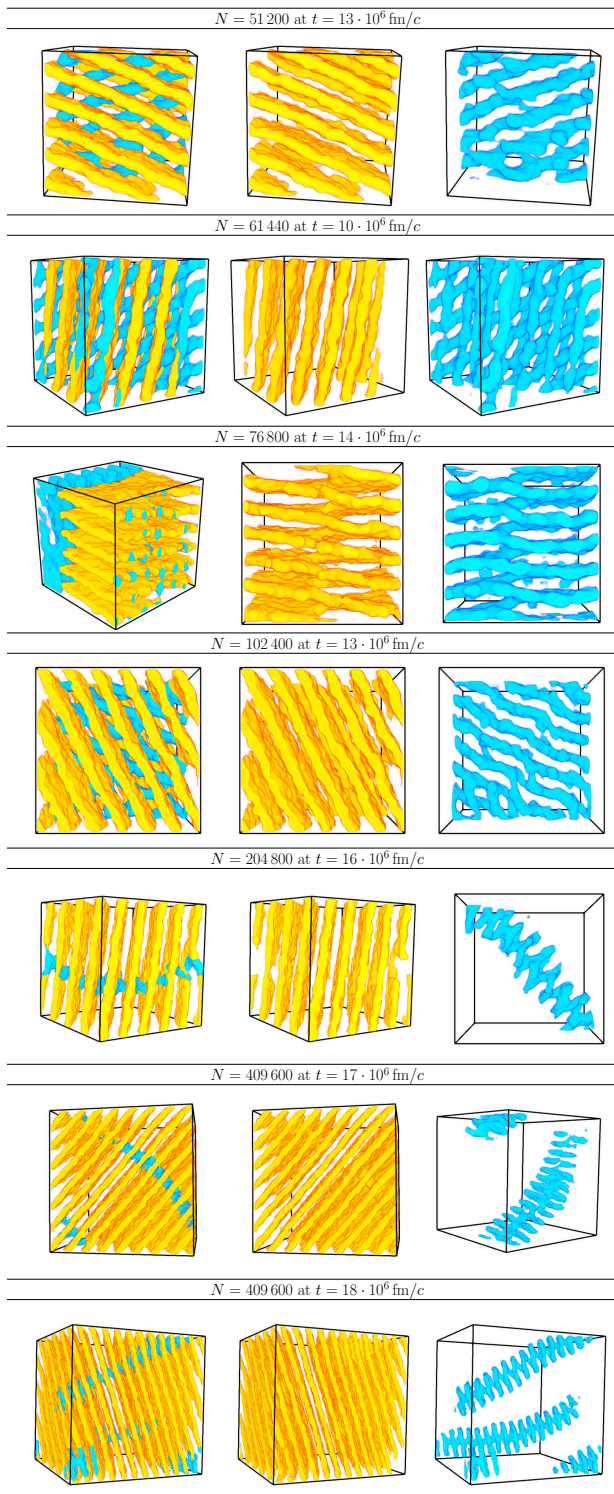 N = 51 200 at t = 13 · 10⁶ fm/c
N = 61 440 at t = 10 · 10⁶ fm/c
N = 76 800 at t = 14 · 10⁶ fm/c
N = 102 400 at t = 13 · 10⁶ fm/c
N = 204 800 at t = 16 · 10⁶ fm/c
N = 409 600 at t = 17 · 10⁶ fm/c
N = 409 600 at t = 18 · 10⁶ fm/c